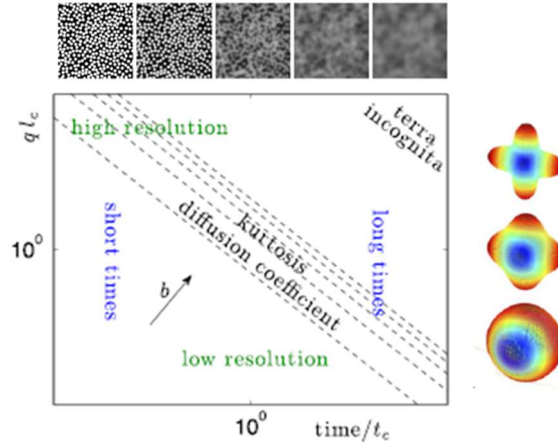 q l_c
high resolution
terra
incognita
short times
kurtosis
diffusion coefficient
long times
10^0
b
low resolution
10^0
time/t_c